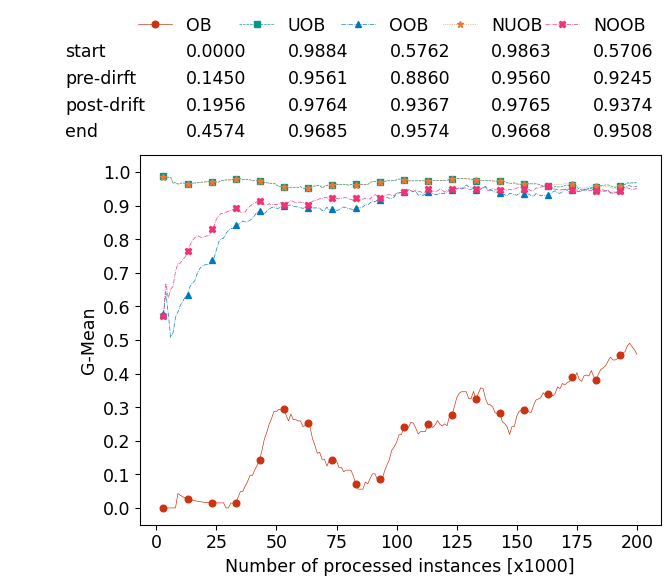 OB UOB OOB NUOB NOOB
start 0.0000 0.9884 0.5762 0.9863 0.5706
pre-dirft 0.1450 0.9561 0.8860 0.9560 0.9245
post-drift 0.1956 0.9764 0.9367 0.9765 0.9374
end 0.4574 0.9685 0.9574 0.9668 0.9508
1.0
0.9
0.8
0.7
0.6
0.5
0.4
0.3
0.2
0.1
0.0
G-Mean
0 25 50 75 100 125 150 175 200
Number of processed instances [x1000]